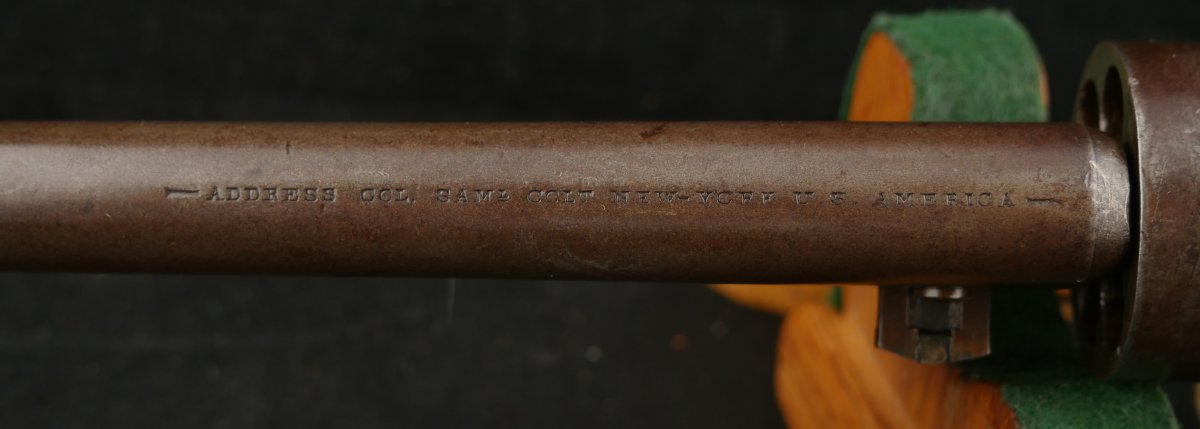 ADDRESS COL. SAML COLT NEW-YORK U.S. AMERICA